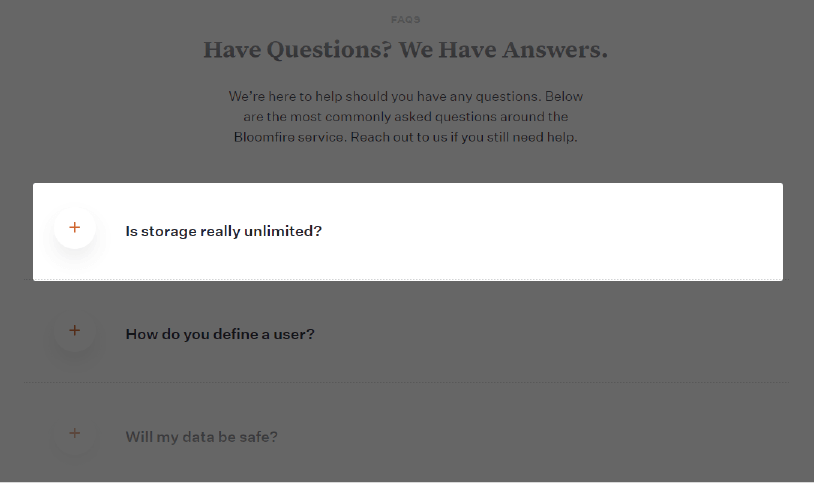 FAQS
Have Questions? We Have Answers.
We’re here to help should you have any questions. Below
are the most commonly asked questions around the
Bloomfire service. Reach out to us if you still need help.
+ Is storage really unlimited?
+ How do you define a user?
+ Will my data be safe?